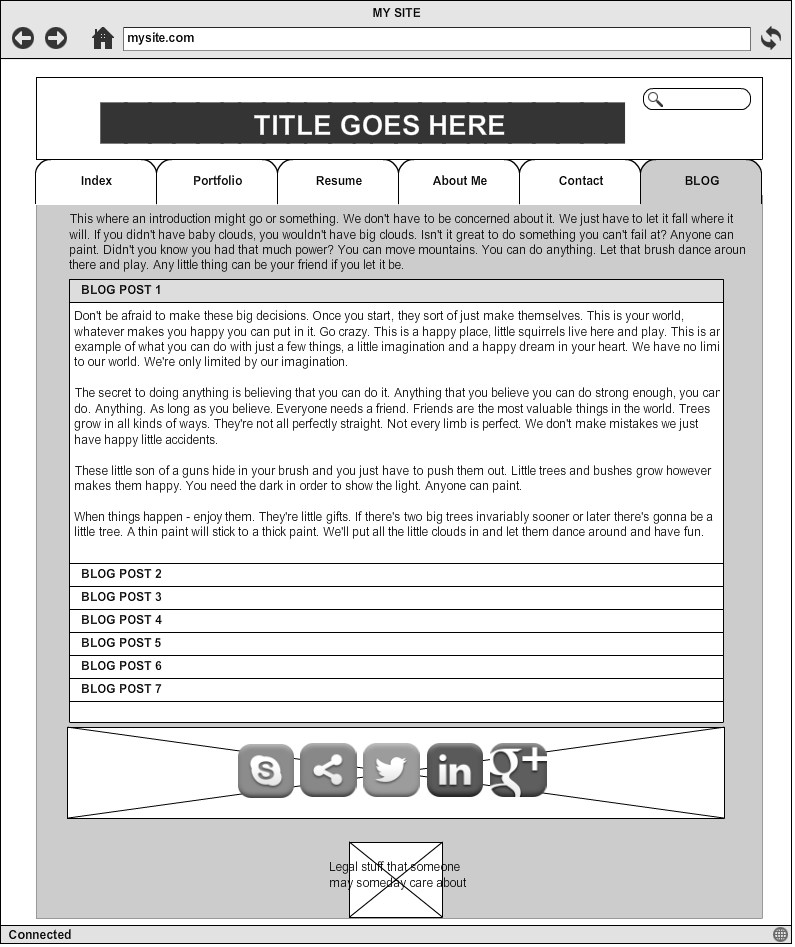 MY SITE
mysite.com
TITLE GOES HERE
Index
Portfolio
Resume
About Me
Contact
BLOG
This where an introduction might go or something. We don't have to be concerned about it. We just have to let it fall where it
will. If you didn't have baby clouds, you wouldn't have big clouds. Isn't it great to do something you can't fail at? Anyone can
paint. Didn't you know you had that much power? You can move mountains. You can do anything. Let that brush dance aroun
there and play. Any little thing can be your friend if you let it be.
BLOG POST 1
Don't be afraid to make these big decisions. Once you start, they sort of just make themselves. This is your world,
whatever makes you happy you can put in it. Go crazy. This is a happy place, little squirrels live here and play. This is an
example of what you can do with just a few things, a little imagination and a happy dream in your heart. We have no limi
to our world. We're only limited by our imagination.
The secret to doing anything is believing that you can do it. Anything that you believe you can do strong enough, you can
do. Anything. As long as you believe. Everyone needs a friend. Friends are the most valuable things in the world. Trees
grow in all kinds of ways. They're not all perfectly straight. Not every limb is perfect. We don't make mistakes we just
have happy little accidents.
These little son of a guns hide in your brush and you just have to push them out. Little trees and bushes grow however
makes them happy. You need the dark in order to show the light. Anyone can paint.
When things happen - enjoy them. They're little gifts. If there's two big trees invariably sooner or later there's gonna be a
little tree. A thin paint will stick to a thick paint. We'll put all the little clouds in and let them dance around and have fun.
BLOG POST 2
BLOG POST 3
BLOG POST 4
BLOG POST 5
BLOG POST 6
BLOG POST 7
S
in
g+
Legal stuff that someone
may someday care about
Connected